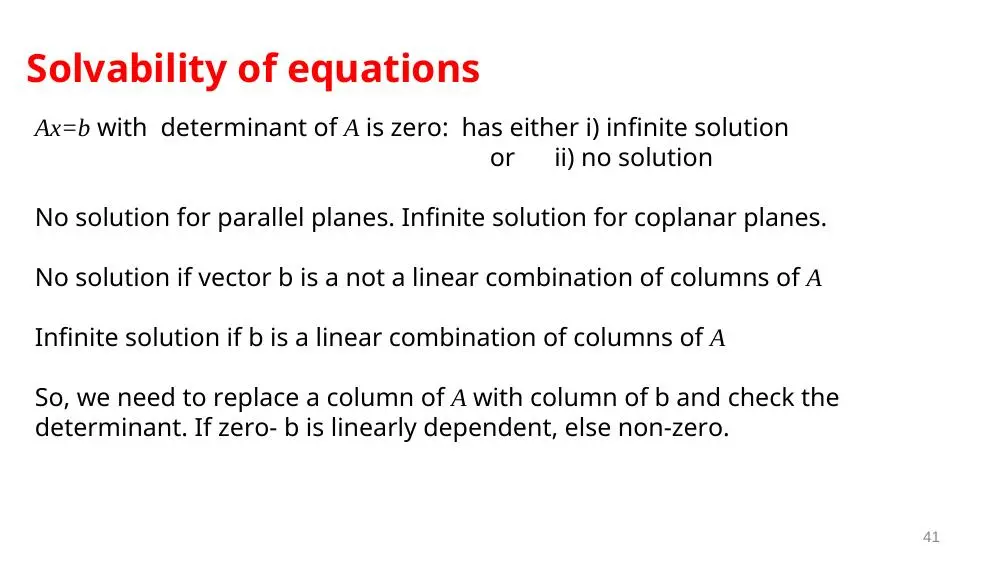 Solvability of equations
Ax=b with determinant of A is zero: has either i) infinite solution
or ii) no solution
No solution for parallel planes. Infinite solution for coplanar planes.
No solution if vector b is a not a linear combination of columns of A
Infinite solution if b is a linear combination of columns of A
So, we need to replace a column of A with column of b and check the
determinant. If zero- b is linearly dependent, else non-zero.
41